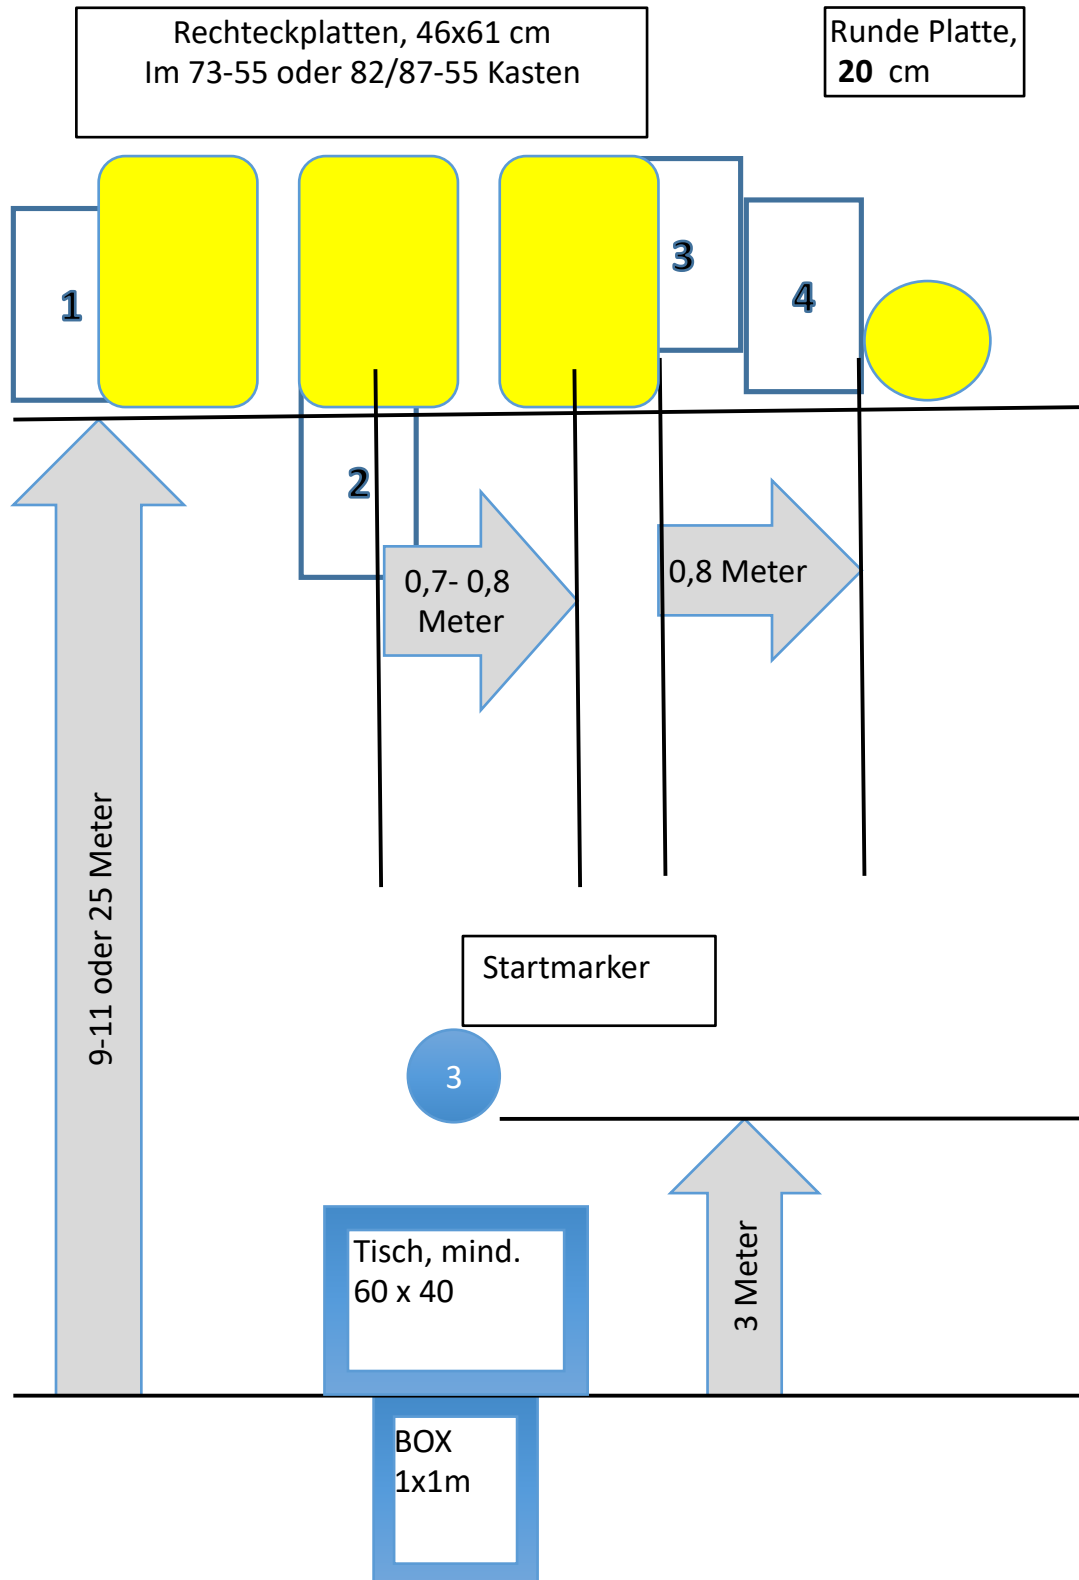 Rechteckplatten, 46x61 cm
Im 73-55 oder 82/87-55 Kasten
Runde Platte,
20 cm
1
3
4
2
0,7- 0,8
Meter
0,8 Meter
9-11 oder 25 Meter
Startmarker
3
3 Meter
Tisch, mind.
60 x 40
BOX
1x1m